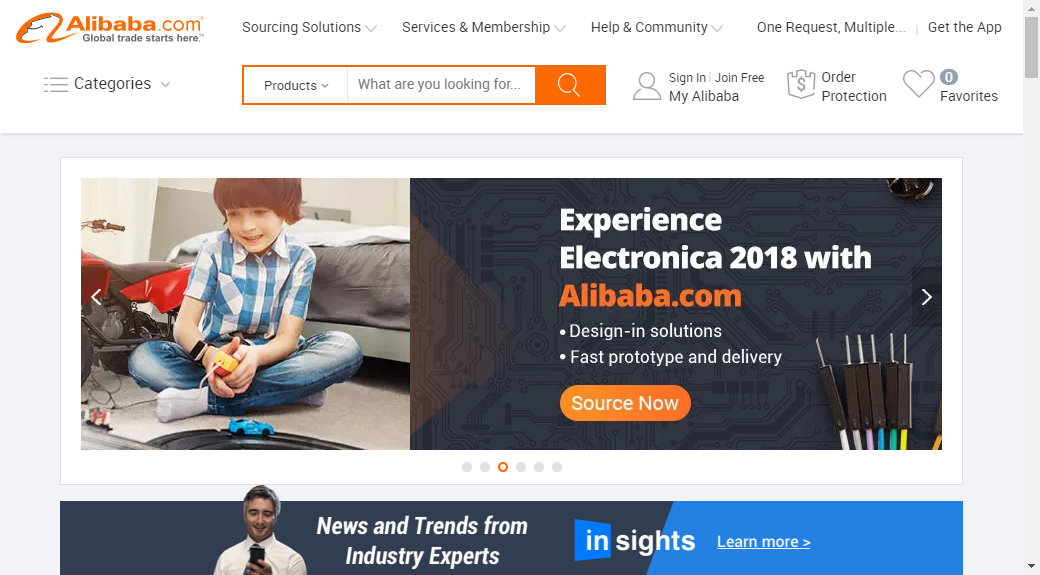 Alibaba.com
Global trade starts here.™
Sourcing Solutions
Services & Membership
Help & Community
One Request, Multiple...
Get the App
Categories
Products
What are you looking for...
Sign In
Join Free
My Alibaba
Order
Protection
0
Favorites
Experience
Electronica 2018 with
Alibaba.com
• Design-in solutions
• Fast prototype and delivery
Source Now
News and Trends from
Industry Experts
in sights
Learn more >